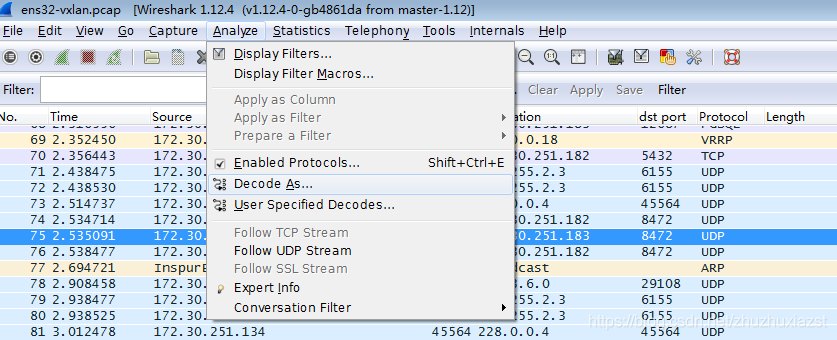 ens32-vxlan.pcap [Wireshark 1.12.4 (v1.12.4-0-gb4861da from master-1.12)]
File Edit View Go Capture Analyze Statistics Telephony Tools Internals Help
Display Filters...
Display Filter Macros...
Apply as Column
Apply as Filter
Prepare a Filter
Enabled Protocols... Shift+Ctrl+E
Decode As...
User Specified Decodes...
Follow TCP Stream
Follow UDP Stream
Follow SSL Stream
Expert Info
Conversation Filter
Filter: Clear Apply Save Filter
No. Time Source ation dst port Protocol Length
69 2.352450 172.30. .0.18 VRRP
70 2.356443 172.30. 30.251.182 5432 TCP
71 2.438475 172.30. 255.2.3 6155 UDP
72 2.438530 172.30. 255.2.3 6155 UDP
73 2.514737 172.30. .0.4 45564 UDP
74 2.534714 172.30. 30.251.182 8472 UDP
75 2.535091 172.30. 30.251.183 8472 UDP
76 2.538477 172.30. 30.251.182 8472 UDP
77 2.694721 InspurE dcast ARP
78 2.908458 172.30. .6.0 29108 UDP
79 2.938477 172.30. 255.2.3 6155 UDP
80 2.938525 172.30. 255.2.3 6155 UDP
81 3.012478 172.30.251.134 45564 228.0.0.4 45564 UDP